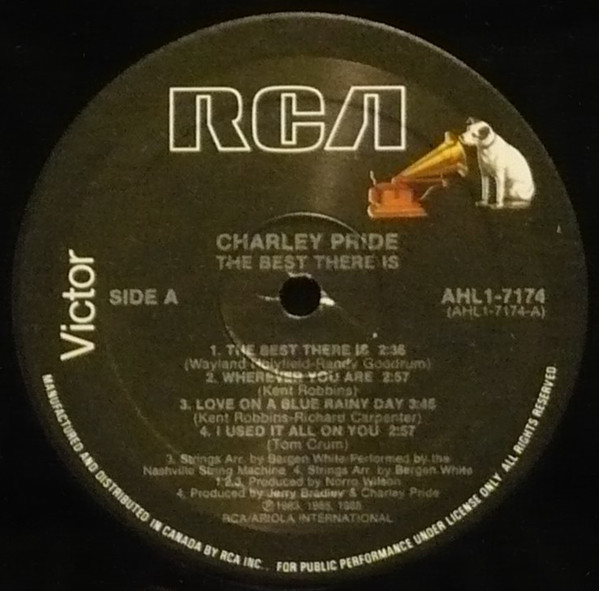 RCA
CHARLEY PRIDE
THE BEST THERE IS
Victor
SIDE A
AHL1-7174
(AHL1-7174-A)
1. THE BEST THERE IS 2:36
(Wayland Holyfield-Randy Goodrum)
2. WHEREVER YOU ARE 2:57
(Kent Robbins)
3. LOVE ON A BLUE RAINY DAY 3:46
(Kent Robbins-Richard Carpenter)
4. I USED IT ALL ON YOU 2:57
(Tom Crum)
3. Strings Arr. by Bergen White/Performed by the
Nashville String Machine 4. Strings Arr. by Bergen White
1,2,3, Produced by Norro Wilson
4. Produced by Jerry Bradley & Charley Pride
℗ 1983, 1985, 1986
RCA/ARIOLA INTERNATIONAL
MANUFACTURED AND DISTRIBUTED IN CANADA BY RCA INC.. FOR PUBLIC PERFORMANCE UNDER LICENSE ONLY ALL RIGHTS RESERVED